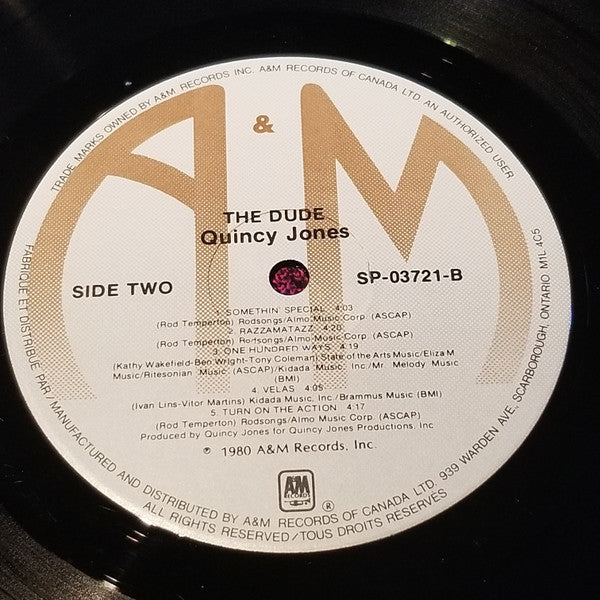 TRADE MARKS OWNED BY A&M RECORDS INC. A&M RECORDS OF CANADA LTD. AN AUTHORIZED USER
A&M
THE DUDE
Quincy Jones
SIDE TWO
SP-03721-B
1. SOMETHIN' SPECIAL 4:03
(Rod Temperton) Rodsongs/Almo Music Corp. (ASCAP)
2. RAZZAMATAZZ 4:20
(Rod Temperton) Rodsongs/Almo Music Corp. (ASCAP)
3. ONE HUNDRED WAYS 4:19
(Kathy Wakefield-Ben Wright-Tony Coleman) State of the Arts Music/Eliza M
Music/Ritesonian Music (ASCAP)/Kidada Music, Inc/Mr. Melody Music
(BMI)
4. VELAS 4:05
(Ivan Lins-Vitor Martins) Kidada Music, Inc/Brammus Music (BMI)
5. TURN ON THE ACTION 4:17
(Rod Temperton) Rodsongs/Almo Music Corp. (ASCAP)
Produced by Quincy Jones for Quincy Jones Productions, Inc
℗ 1980 A&M Records, Inc.
A&M
RECORDS
®
FABRIQUÉ ET DISTRIBUÉ PAR/MANUFACTURED AND DISTRIBUTED BY A&M RECORDS OF CANADA LTD. 939 WARDEN AVE. SCARBOROUGH, ONTARIO M1L 4C5
ALL RIGHTS RESERVED/TOUS DROITS RESERVÉS